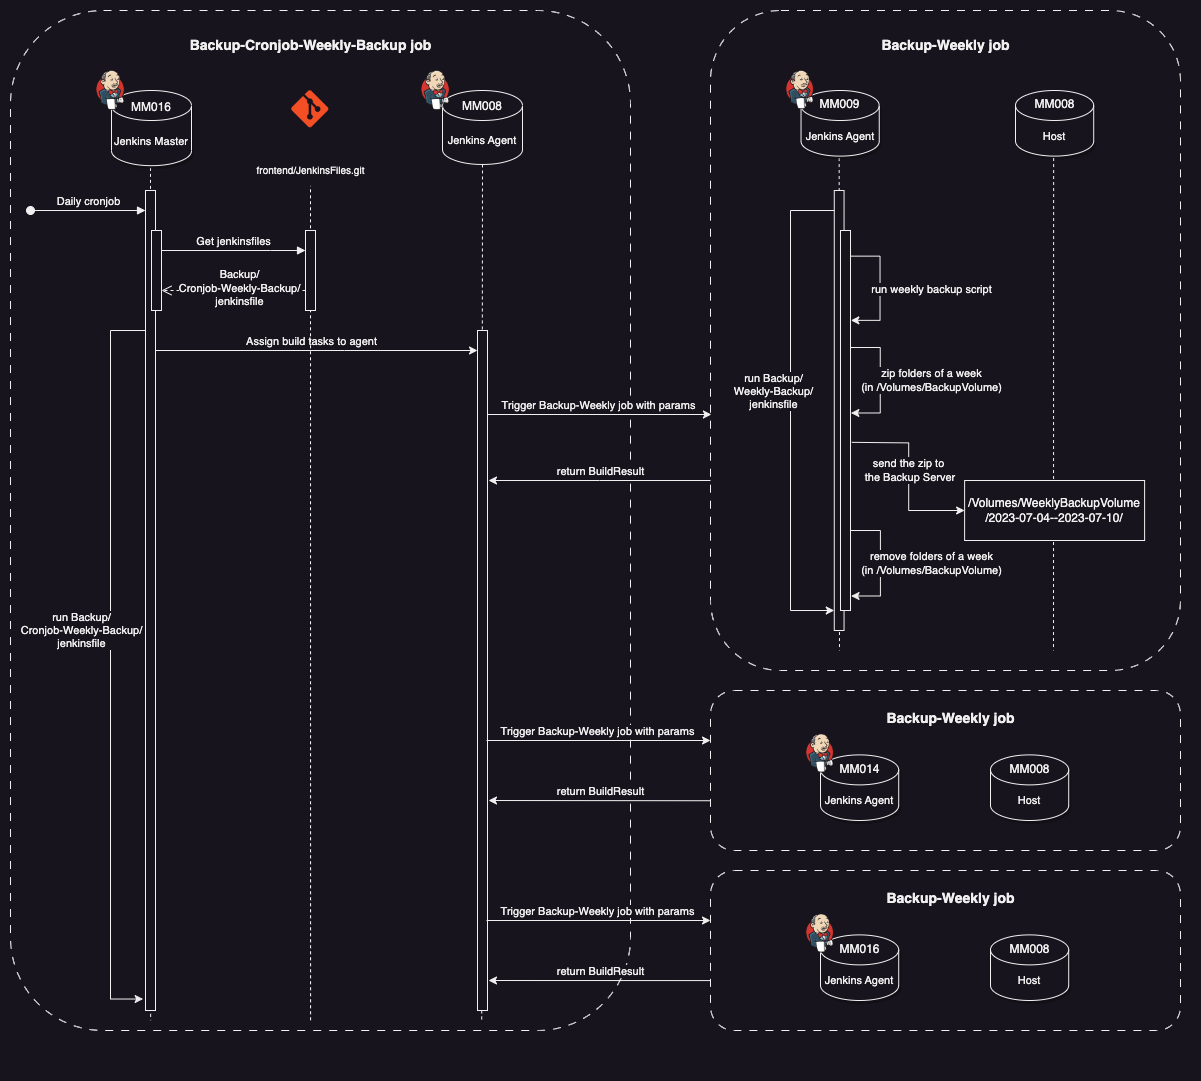 Backup-Cronjob-Weekly-Backup job
MM016
Jenkins Master
frontend/JenkinsFiles.git
MM008
Jenkins Agent
Daily cronjob
Get jenkinsfiles
Backup/
Cronjob-Weekly-Backup/
jenkinsfile
Assign build tasks to agent
Trigger Backup-Weekly job with params
return BuildResult
run Backup/
Cronjob-Weekly-Backup/
jenkinsfile
Trigger Backup-Weekly job with params
return BuildResult
Trigger Backup-Weekly job with params
return BuildResult
Backup-Weekly job
MM009
Jenkins Agent
MM008
Host
run weekly backup script
run Backup/
Weekly-Backup/
jenkinsfile
zip folders of a week
(in /Volumes/BackupVolume)
send the zip to
the Backup Server
/Volumes/WeeklyBackupVolume
/2023-07-04--2023-07-10/
remove folders of a week
(in /Volumes/BackupVolume)
Backup-Weekly job
MM014
Jenkins Agent
MM008
Host
Backup-Weekly job
MM016
Jenkins Agent
MM008
Host